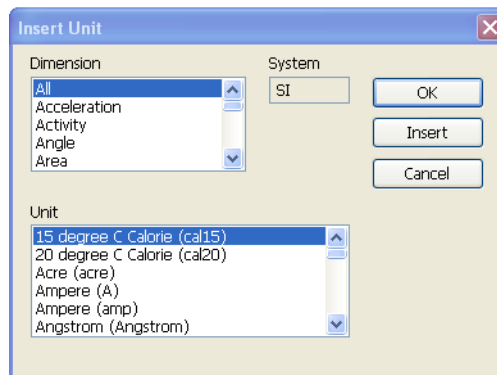 Insert Unit
Dimension
All
Acceleration
Activity
Angle
Area
System
SI
OK
Insert
Cancel
Unit
15 degree C Calorie (cal15)
20 degree C Calorie (cal20)
Acre (acre)
Ampere (A)
Ampere (amp)
Angstrom (Angstrom)